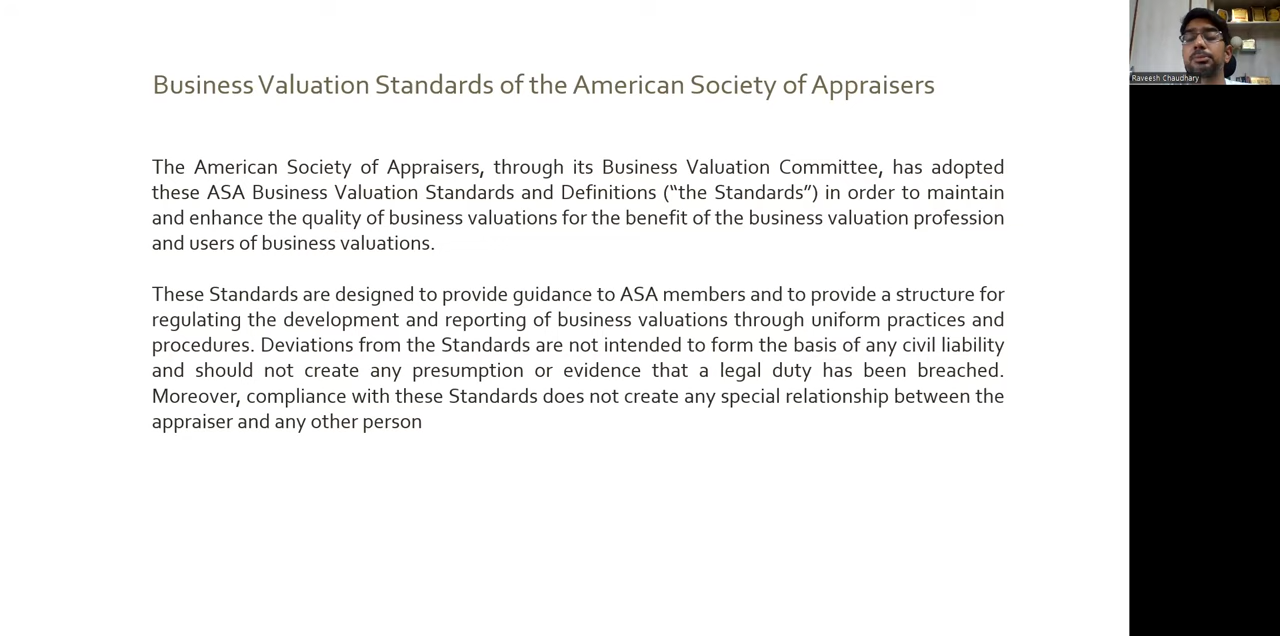 Business Valuation Standards of the American Society of Appraisers
Raveesh Chaudhary
The American Society of Appraisers, through its Business Valuation Committee, has adopted
these ASA Business Valuation Standards and Definitions (“the Standards”) in order to maintain
and enhance the quality of business valuations for the benefit of the business valuation profession
and users of business valuations.
These Standards are designed to provide guidance to ASA members and to provide a structure for
regulating the development and reporting of business valuations through uniform practices and
procedures. Deviations from the Standards are not intended to form the basis of any civil liability
and should not create any presumption or evidence that a legal duty has been breached.
Moreover, compliance with these Standards does not create any special relationship between the
appraiser and any other person